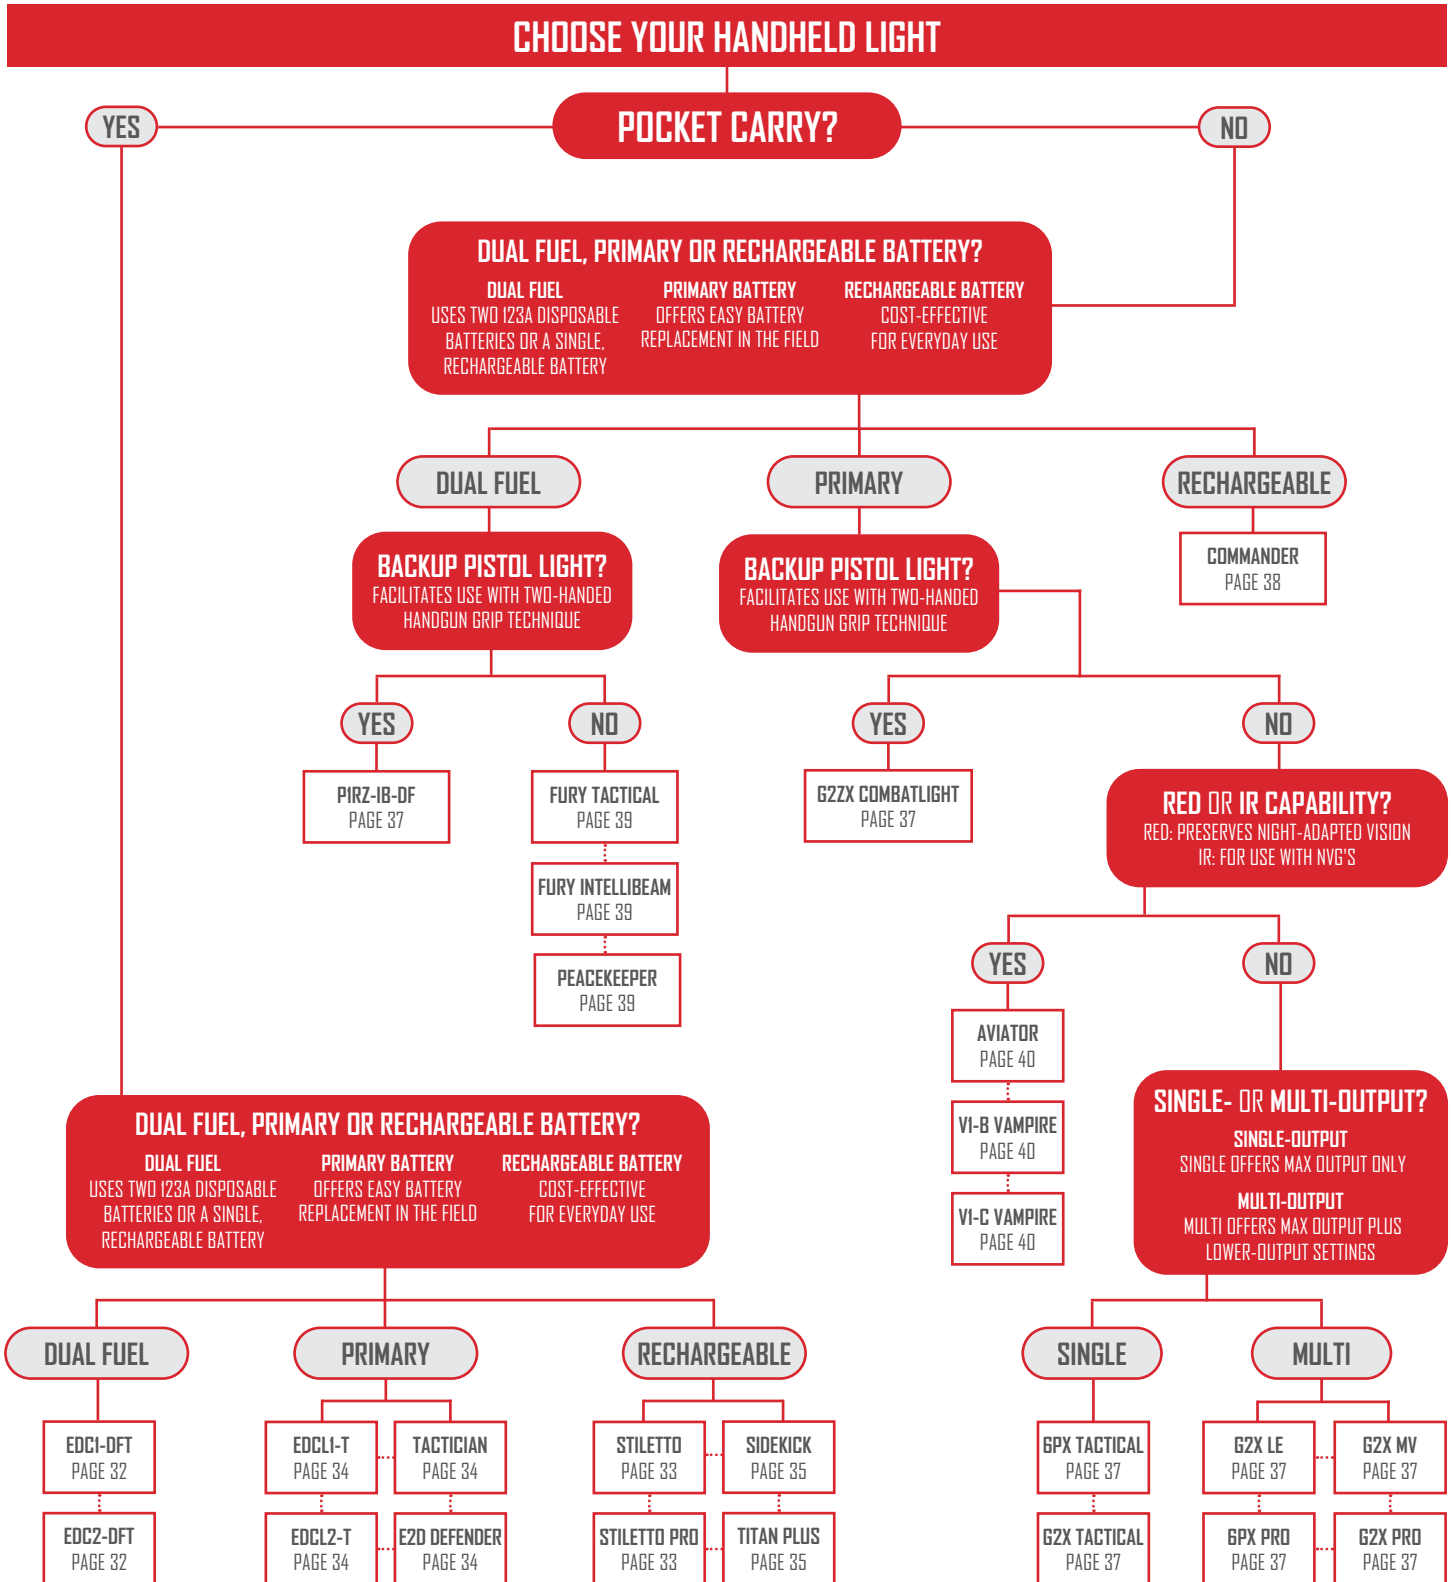 CHOOSE YOUR HANDHELD LIGHT
POCKET CARRY?
YES
NO
DUAL FUEL, PRIMARY OR RECHARGEABLE BATTERY?
DUAL FUEL
USES TWO 123A DISPOSABLE
BATTERIES OR A SINGLE,
RECHARGEABLE BATTERY
PRIMARY BATTERY
OFFERS EASY BATTERY
REPLACEMENT IN THE FIELD
RECHARGEABLE BATTERY
COST-EFFECTIVE
FOR EVERYDAY USE
DUAL FUEL
PRIMARY
RECHARGEABLE
BACKUP PISTOL LIGHT?
FACILITATES USE WITH TWO-HANDED
HANDGUN GRIP TECHNIQUE
BACKUP PISTOL LIGHT?
FACILITATES USE WITH TWO-HANDED
HANDGUN GRIP TECHNIQUE
COMMANDER
PAGE 38
YES
NO
YES
NO
P1RZ-IB-DF
PAGE 37
FURY TACTICAL
PAGE 39
FURY INTELLIBEAM
PAGE 39
PEACEKEEPER
PAGE 39
G2ZX COMBATLIGHT
PAGE 37
RED OR IR CAPABILITY?
RED: PRESERVES NIGHT-ADAPTED VISION
IR: FOR USE WITH NVG'S
YES
NO
AVIATOR
PAGE 40
V1-B VAMPIRE
PAGE 40
V1-C VAMPIRE
PAGE 40
SINGLE- OR MULTI-OUTPUT?
SINGLE-OUTPUT
SINGLE OFFERS MAX OUTPUT ONLY
MULTI-OUTPUT
MULTI OFFERS MAX OUTPUT PLUS
LOWER-OUTPUT SETTINGS
DUAL FUEL, PRIMARY OR RECHARGEABLE BATTERY?
DUAL FUEL
USES TWO 123A DISPOSABLE
BATTERIES OR A SINGLE,
RECHARGEABLE BATTERY
PRIMARY BATTERY
OFFERS EASY BATTERY
REPLACEMENT IN THE FIELD
RECHARGEABLE BATTERY
COST-EFFECTIVE
FOR EVERYDAY USE
DUAL FUEL
PRIMARY
RECHARGEABLE
SINGLE
MULTI
EDC1-DFT
PAGE 32
EDC2-DFT
PAGE 32
EDCL1-T
PAGE 34
TACTICIAN
PAGE 34
EDCL2-T
PAGE 34
E2D DEFENDER
PAGE 34
STILETTO
PAGE 33
SIDEKICK
PAGE 35
STILETTO PRO
PAGE 33
TITAN PLUS
PAGE 35
6PX TACTICAL
PAGE 37
G2X TACTICAL
PAGE 37
G2X LE
PAGE 37
G2X MV
PAGE 37
6PX PRO
PAGE 37
G2X PRO
PAGE 37